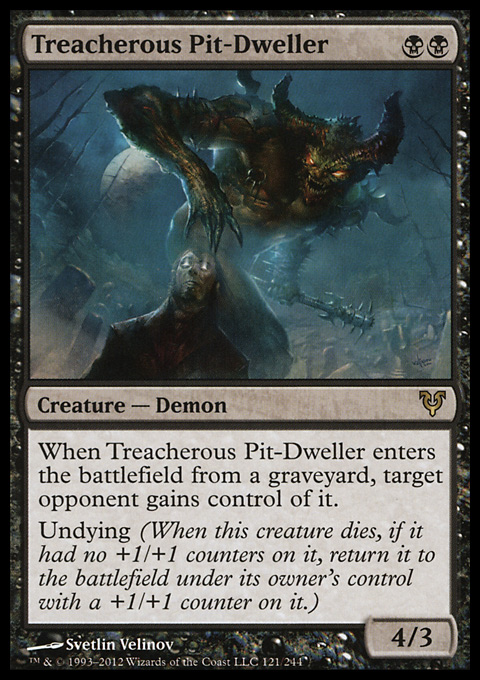 Treacherous Pit-Dweller
Creature — Demon
When Treacherous Pit-Dweller enters
the battlefield from a graveyard, target
opponent gains control of it.
Undying (When this creature dies, if it
had no +1/+1 counters on it, return it to
the battlefield under its owner's control
with a +1/+1 counter on it.)
4/3
Svetlin Velinov
™ & © 1993–2012 Wizards of the Coast LLC 121/244